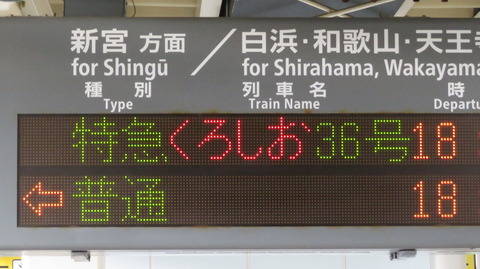 新宮 方面 ／ 白浜・和歌山・天王寺
for Shingū for Shirahama, Wakayama
種別 列車名 時
Type Train Name Departu
特急 くろしお 36号 18
← 普通 18